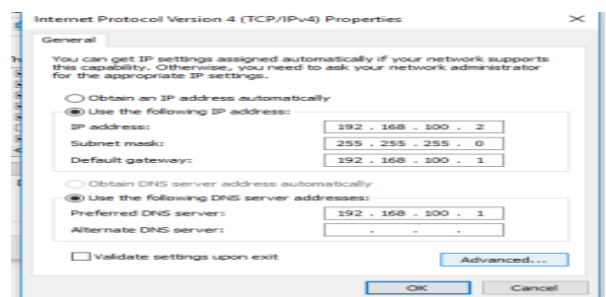 Internet Protocol Version 4 (TCP/IPv4) Properties
General
You can get IP settings assigned automatically if your network supports
this capability. Otherwise, you need to ask your network administrator
for the appropriate IP settings.
Obtain an IP address automatically
Use the following IP address:
IP address: 192 . 168 . 100 . 2
Subnet mask: 255 . 255 . 255 . 0
Default gateway: 192 . 168 . 100 . 1
Obtain DNS server address automatically
Use the following DNS server addresses:
Preferred DNS server: 192 . 168 . 100 . 1
Alternate DNS server: . . .
Validate settings upon exit
Advanced...
OK Cancel